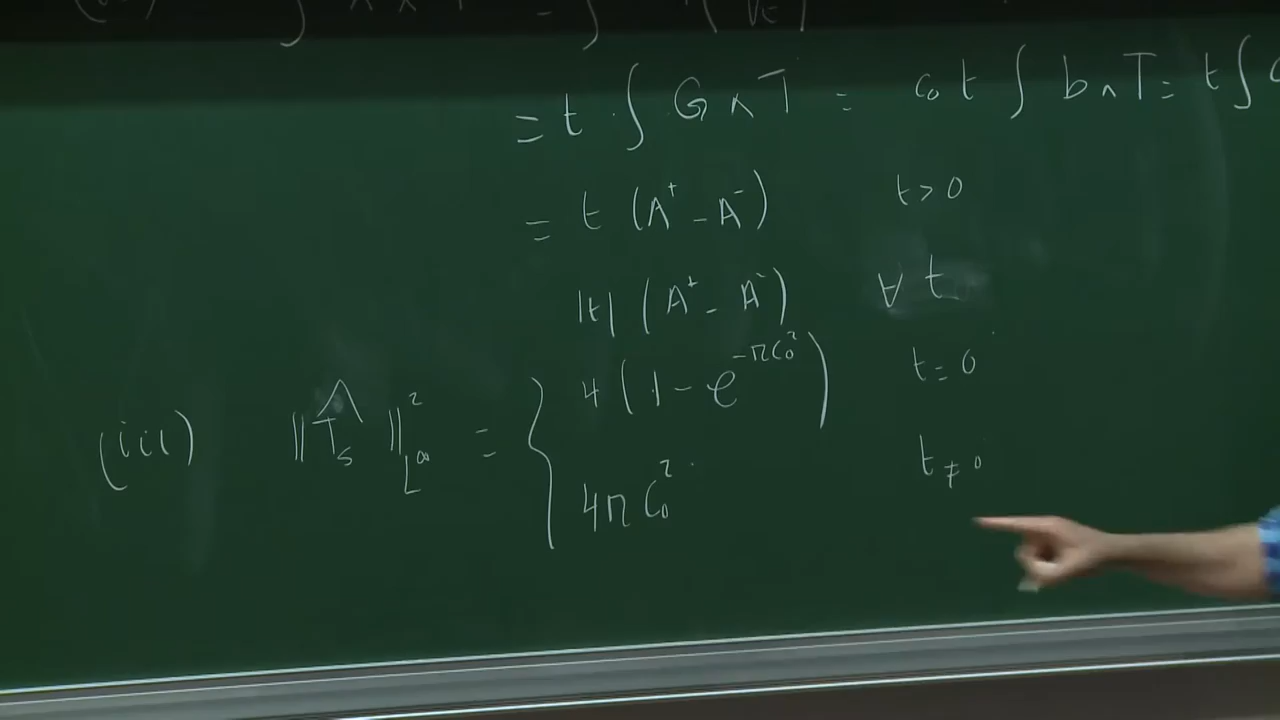 = t ∫ G ∧ T = c₀ t ∫ b ∧ T = t ∫
= t (A⁺ - A⁻) t > 0
|t| (A⁺ - A⁻) ∀ t
(iii) ‖T̂ₛ‖²_{L^∞} = { 4 (1 - e^{-πc₀²}) t = 0
4π c₀² t ≠ 0